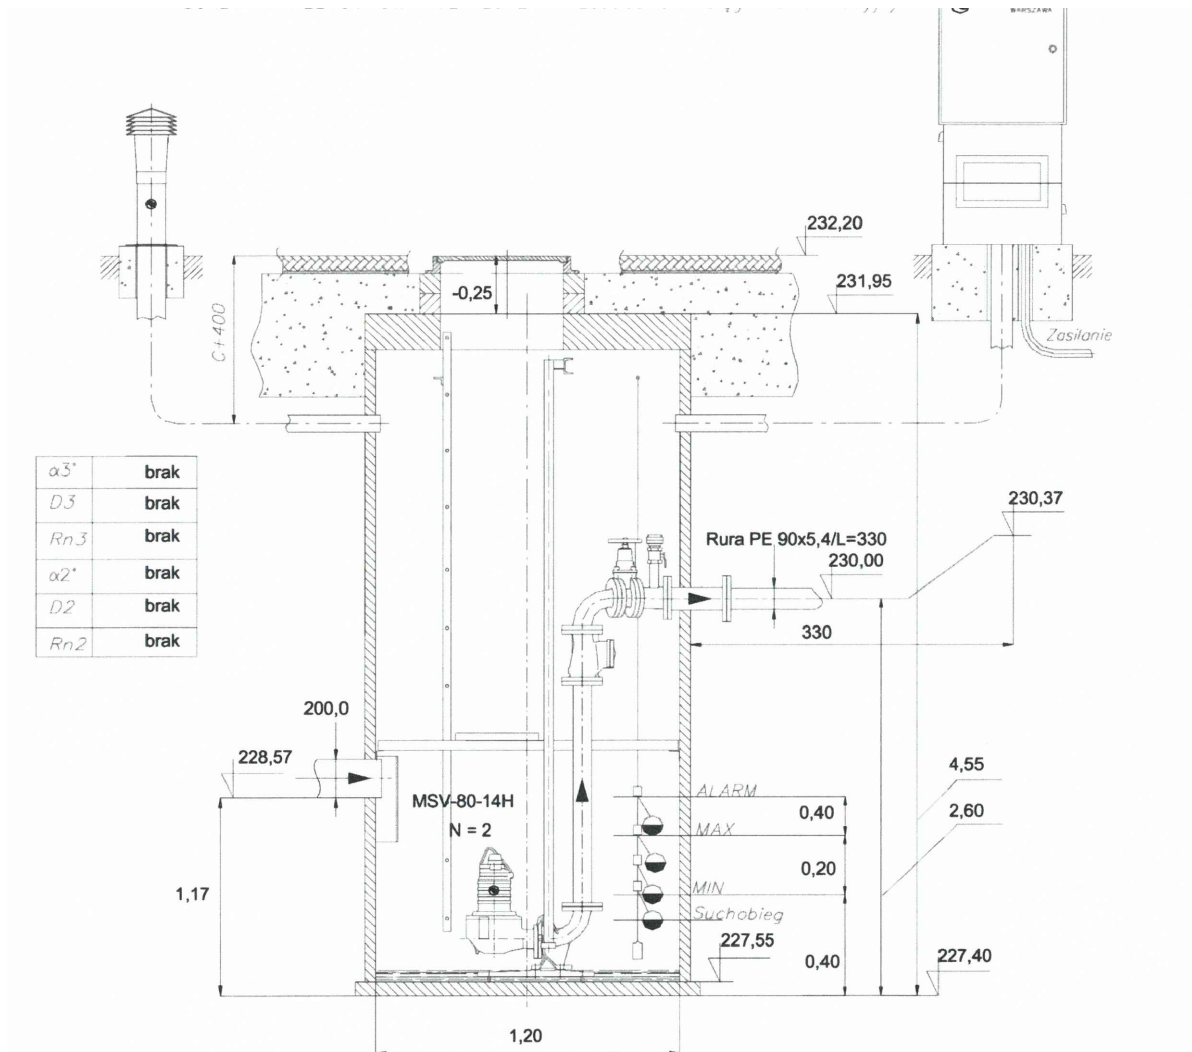 WARSZAWA
232,20
-0,25
231,95
C+400
Zasilanie
α3° brak
D3 brak
Rn3 brak
α2° brak
D2 brak
Rn2 brak
230,37
Rura PE 90x5,4/L=330
230,00
330
200,0
228,57
MSV-80-14H
N = 2
ALARM
0,40
MAX
0,20
MIN
Suchobieg
0,40
4,55
2,60
1,17
227,55
227,40
1,20